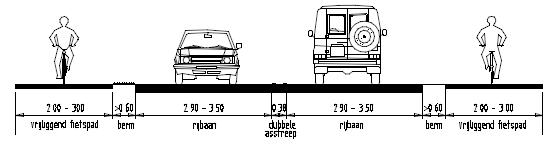 2 00 - 3 00 >0 60 2 90 - 3 50 0 38 2 90 - 3 50 >0 60 2 00 - 3 00
vrijliggend fietspad berm rijbaan dubbele rijbaan berm vrijliggend fietspad
asstreep